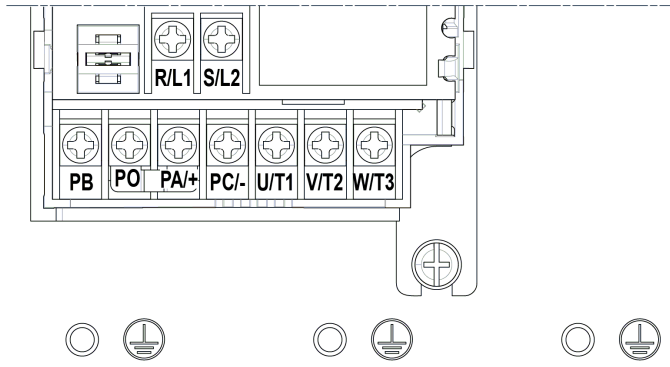 R/L1 S/L2
PB PO PA/+ PC/- U/T1 V/T2 W/T3